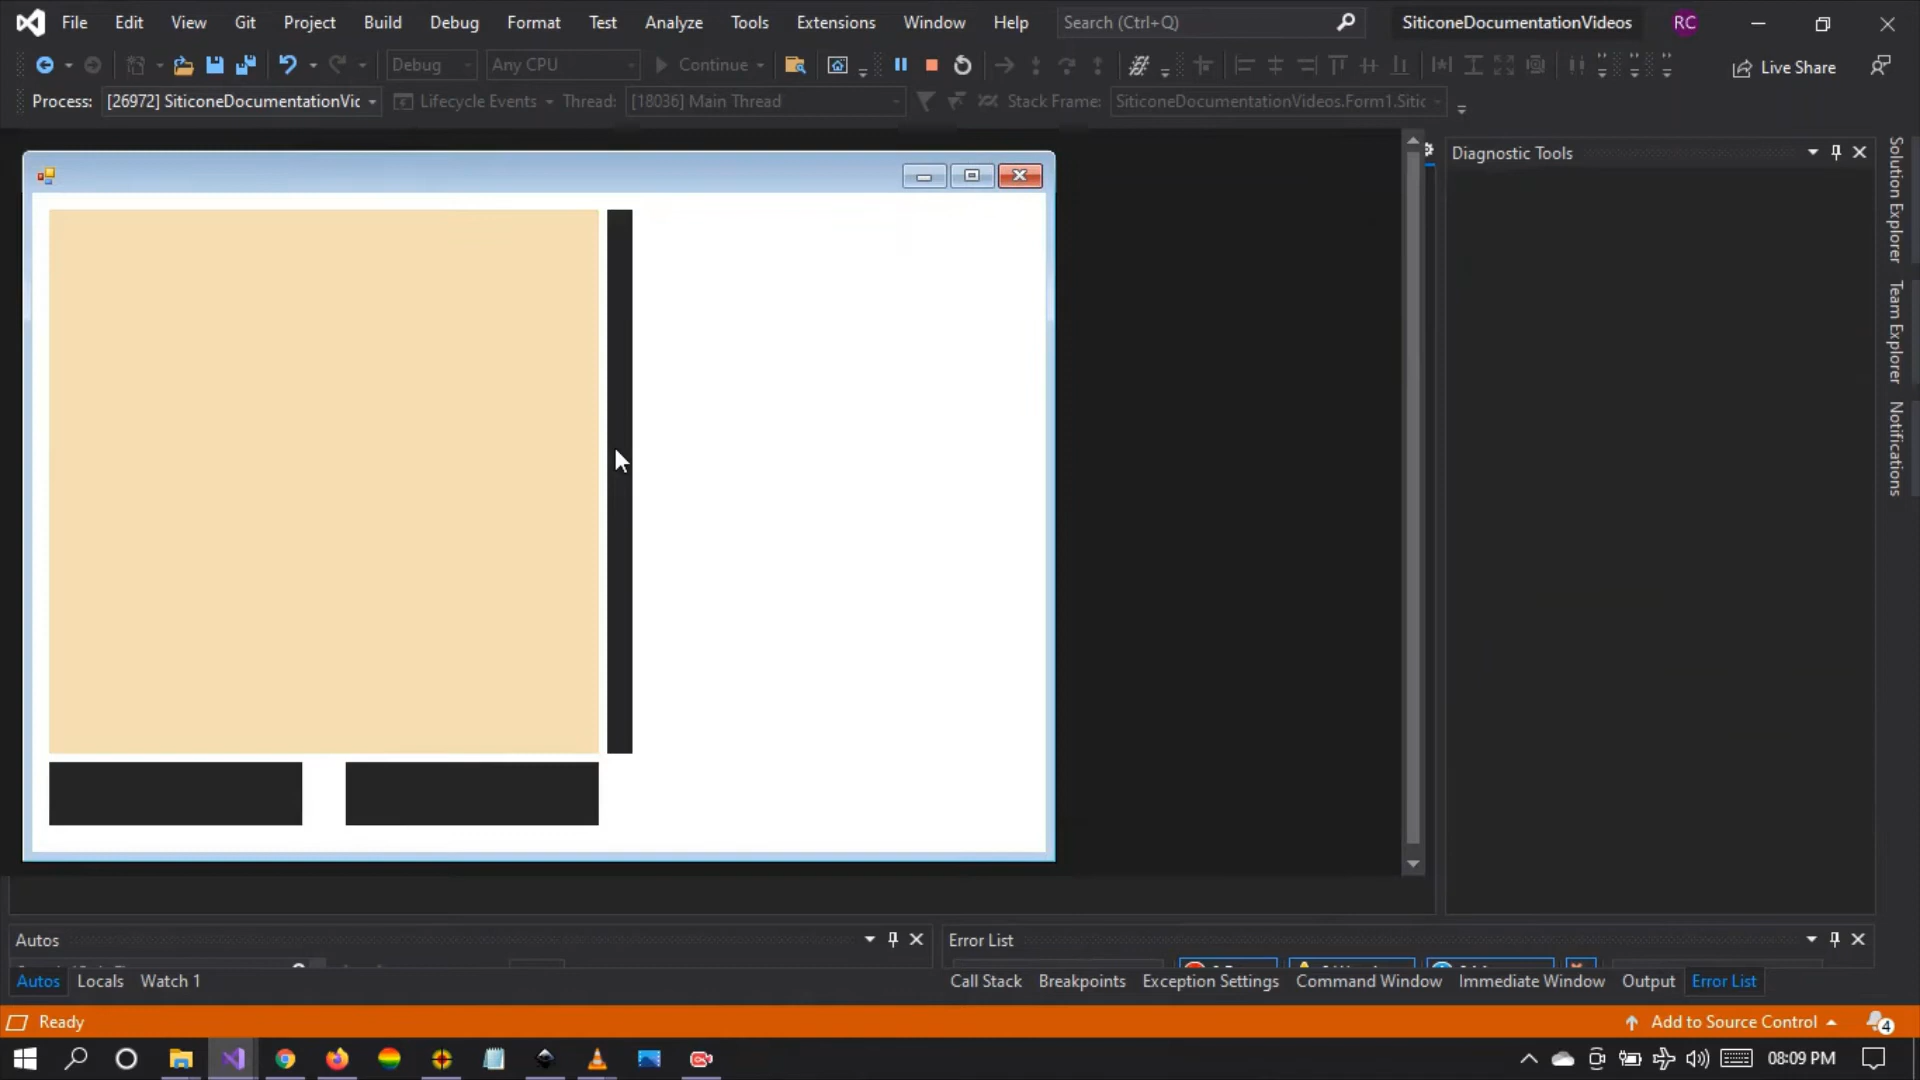 File Edit View Git Project Build Debug Format Test Analyze Tools Extensions Window Help Search (Ctrl+Q) SiticoneDocumentationVideos RC
Debug Any CPU Continue Live Share
Process: [26972] SiticoneDocumentationVic Lifecycle Events Thread: [18036] Main Thread Stack Frame: SiticoneDocumentationVideos.Form1.Sitic
Diagnostic Tools
Solution Explorer
Team Explorer
Notifications
Autos
Error List
Autos Locals Watch 1
Call Stack Breakpoints Exception Settings Command Window Immediate Window Output Error List
Ready
Add to Source Control 4
08:09 PM